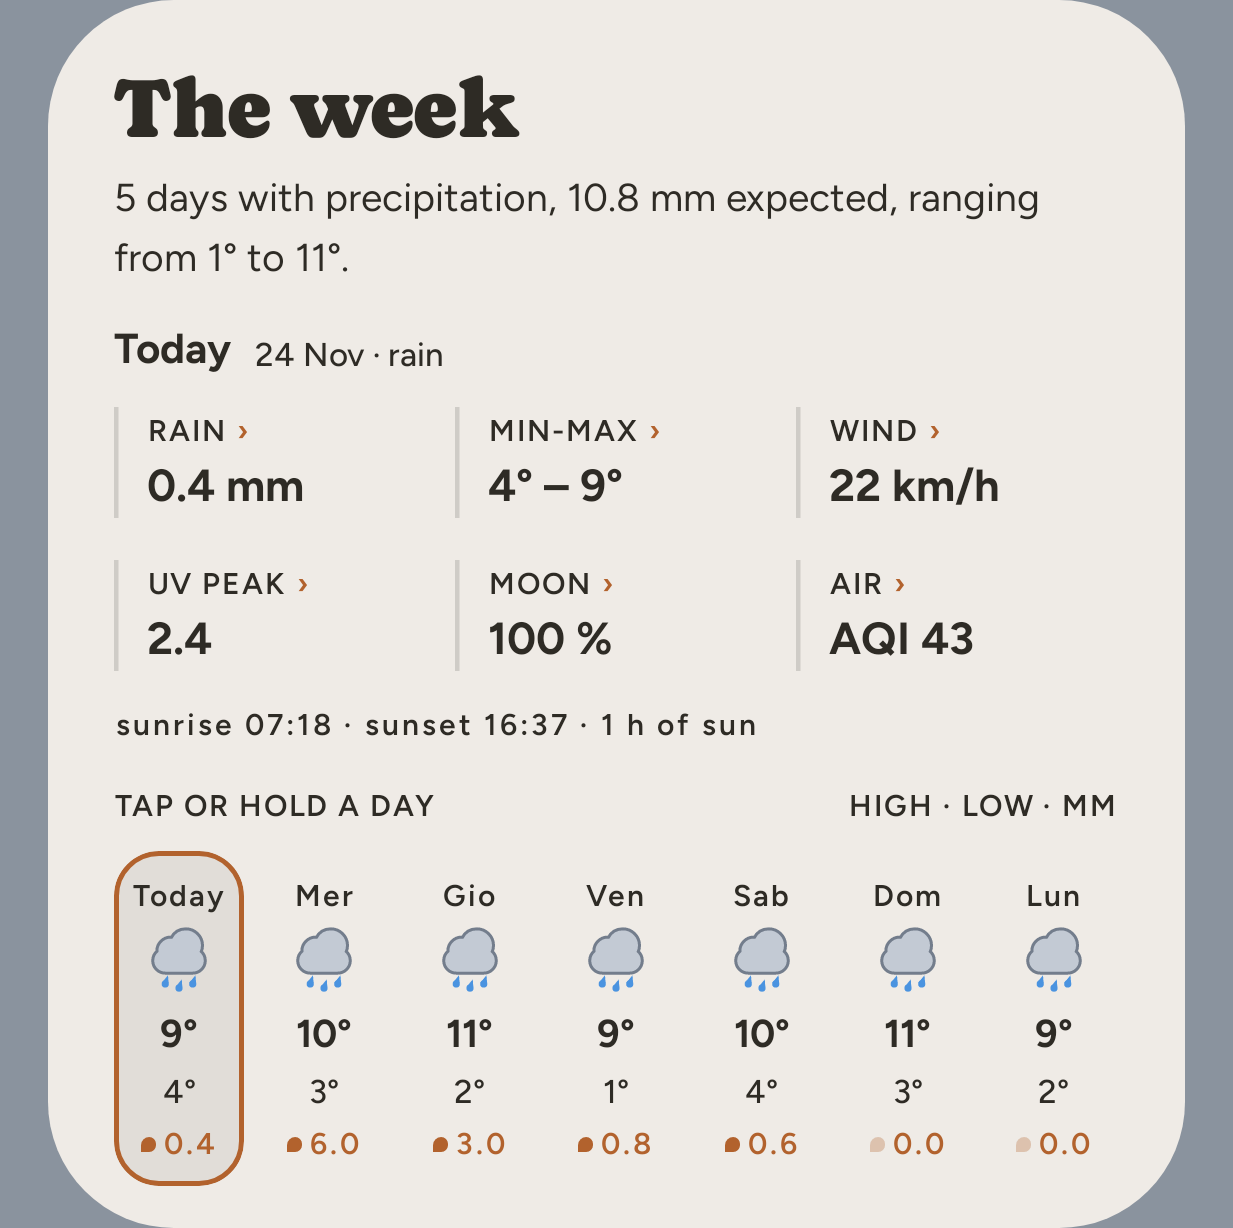 The week
5 days with precipitation, 10.8 mm expected, ranging
from 1° to 11°.
Today 24 Nov · rain
RAIN › MIN-MAX › WIND ›
0.4 mm 4° – 9° 22 km/h
UV PEAK › MOON › AIR ›
2.4 100 % AQI 43
sunrise 07:18 · sunset 16:37 · 1 h of sun
TAP OR HOLD A DAY HIGH · LOW · MM
Today Mer Gio Ven Sab Dom Lun
9° 10° 11° 9° 10° 11° 9°
4° 3° 2° 1° 4° 3° 2°
0.4 6.0 3.0 0.8 0.6 0.0 0.0